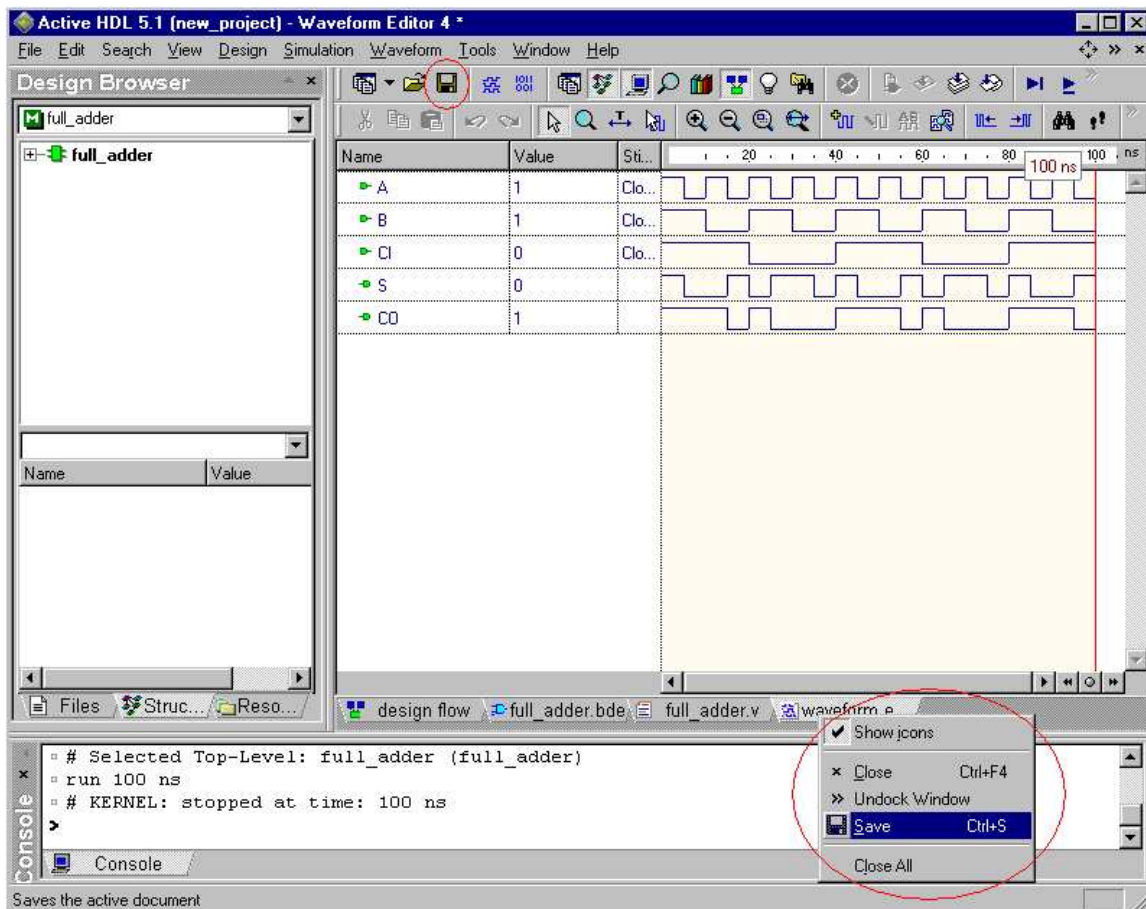 Active HDL 5.1 (new_project) - Waveform Editor 4 *
File Edit Search View Design Simulation Waveform Tools Window Help
Design Browser
full_adder
full_adder
Name Value
Files Struc... Reso...
Name Value Sti... 20 40 60 80 100 ns
100 ns
A 1 Clo...
B 1 Clo...
CI 0 Clo...
S 0
CO 1
design flow full_adder.bde full_adder.v waveform e
Show icons
Close Ctrl+F4
Undock Window
Save Ctrl+S
Close All
# Selected Top-Level: full_adder (full_adder)
run 100 ns
# KERNEL: stopped at time: 100 ns
>
Console
Console
Saves the active document